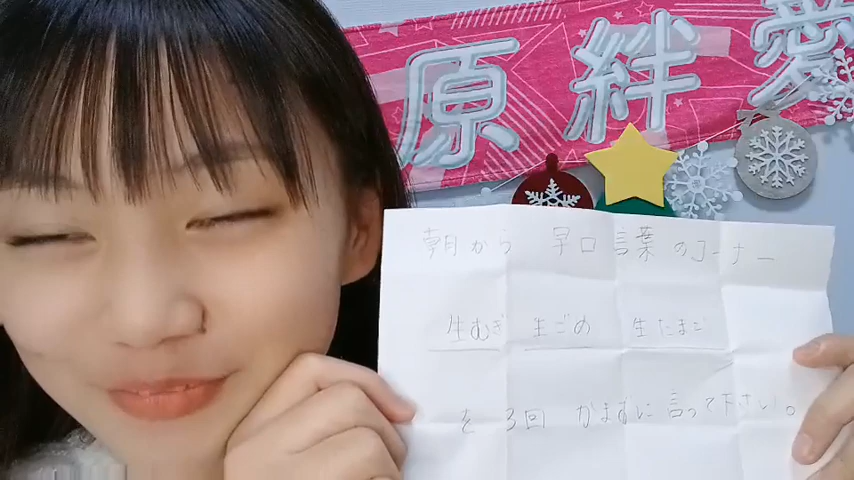 原絆愛
朝から 早口言葉のコーナー
生むぎ 生ごめ 生たまご
を 3回 かまずに 言って下さい。